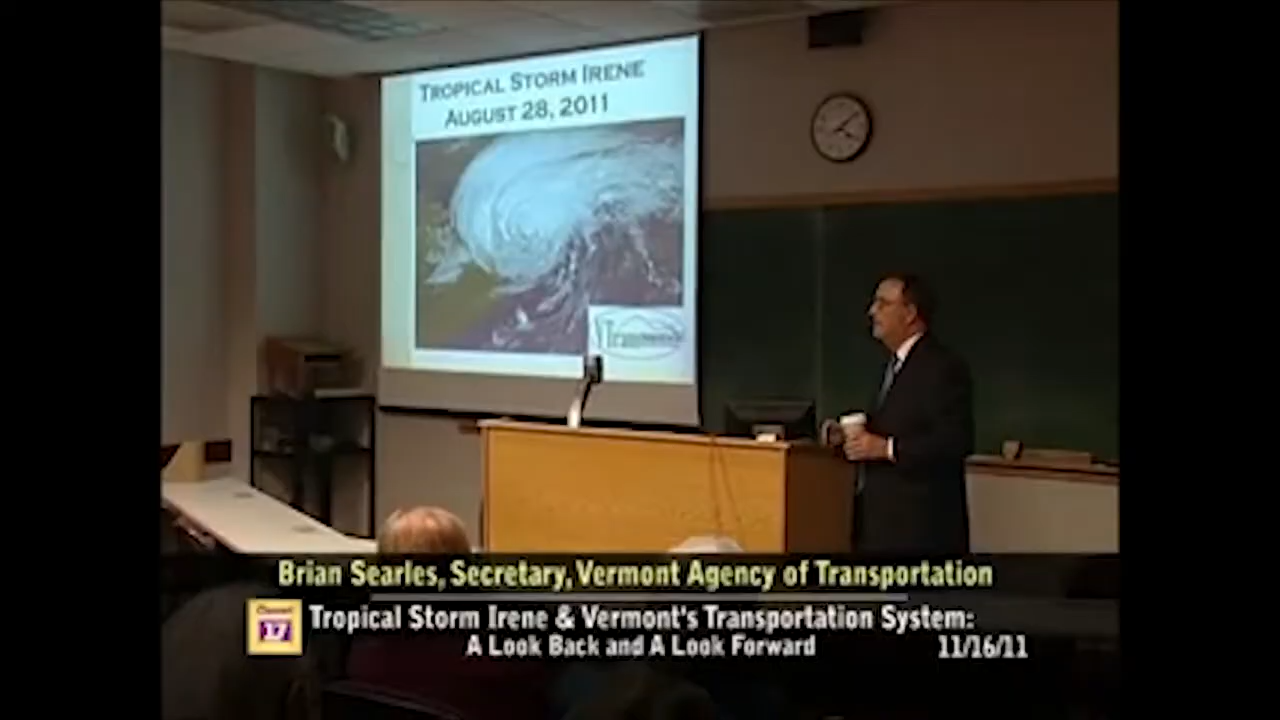 TROPICAL STORM IRENE
AUGUST 28, 2011
Brian Searles, Secretary, Vermont Agency of Transportation
Channel
17
Tropical Storm Irene & Vermont's Transportation System:
A Look Back and A Look Forward
11/16/11